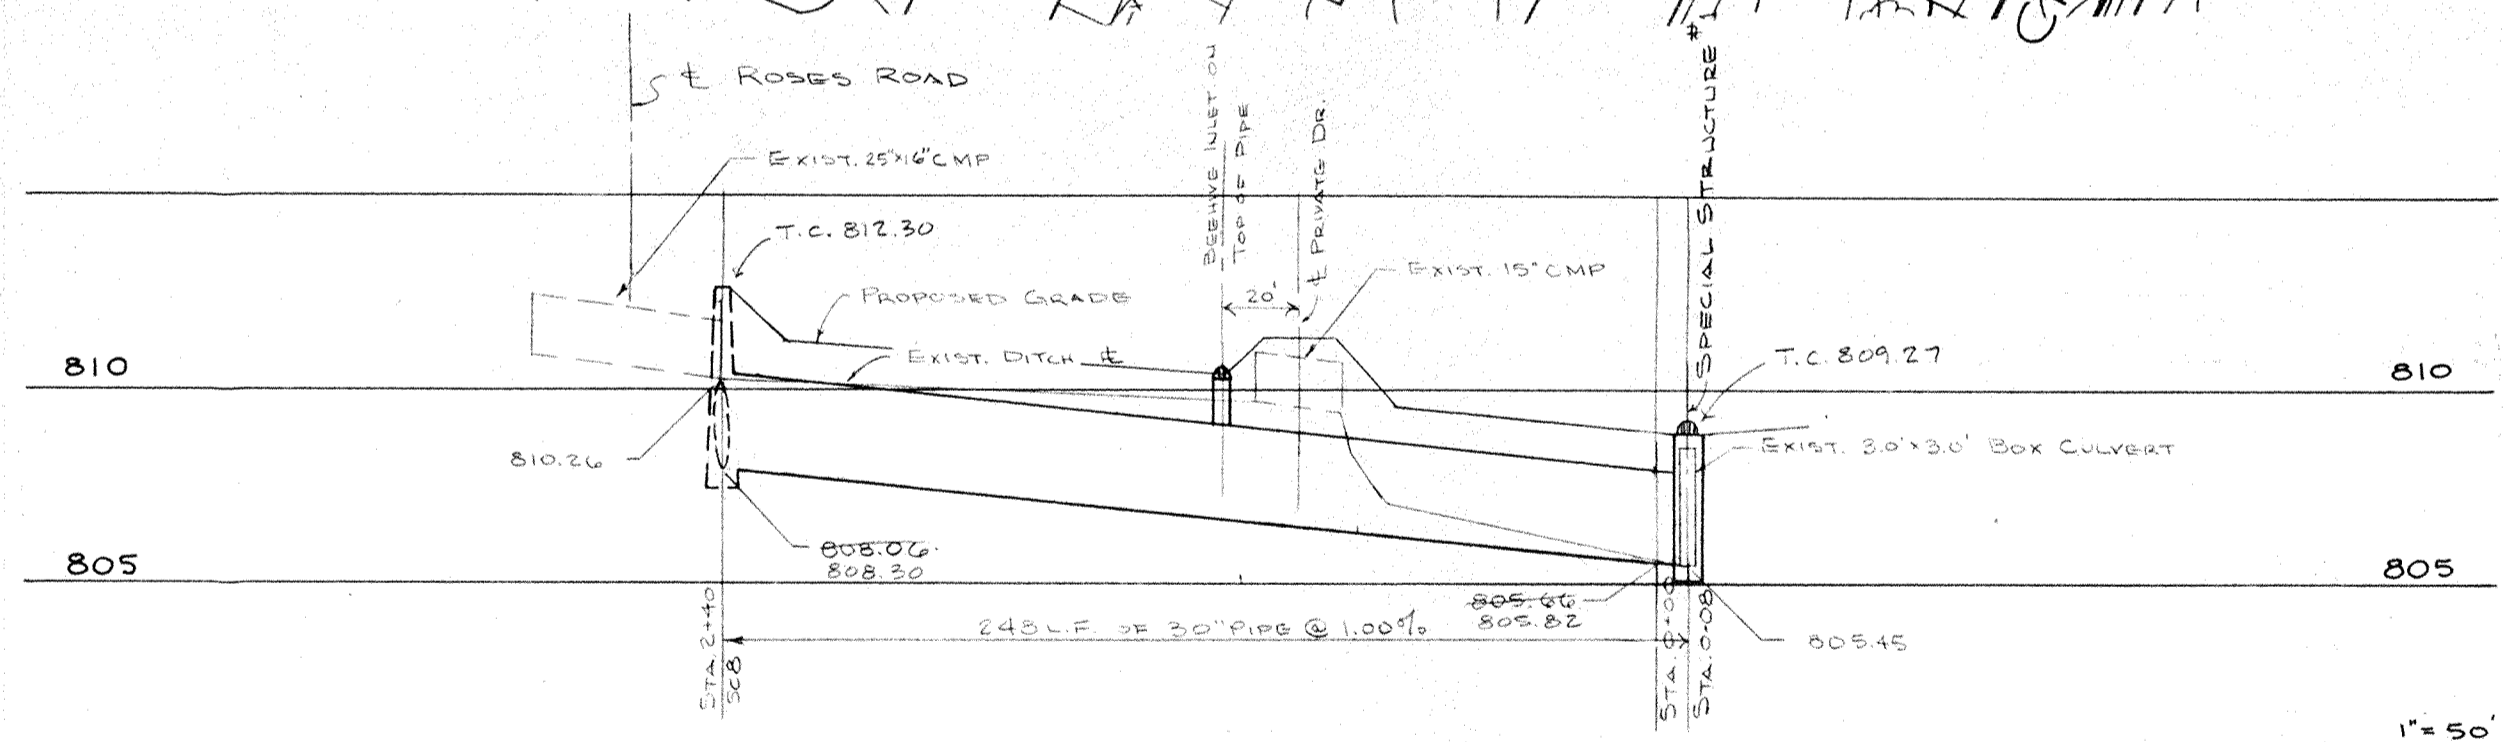 ℄ ROSES ROAD
EXIST. 25"x16" CMP
T.C. 812.30
PROPOSED GRADE
EXIST. DITCH ℄
BEEHIVE INLET ON
TOP OF PIPE
℄ PRIVATE DR.
20'
EXIST. 15" CMP
SPECIAL STRUCTURE #1
T.C. 809.27
EXIST. 3.0'x3.0' BOX CULVERT
810
810
810.26
808.06
808.30
805
805
805.66
805.82
805.45
248 L.F. OF 30" PIPE @ 1.00%
STA. 2+40
SC8
STA. 0+00
STA. 0-08
1" = 50'